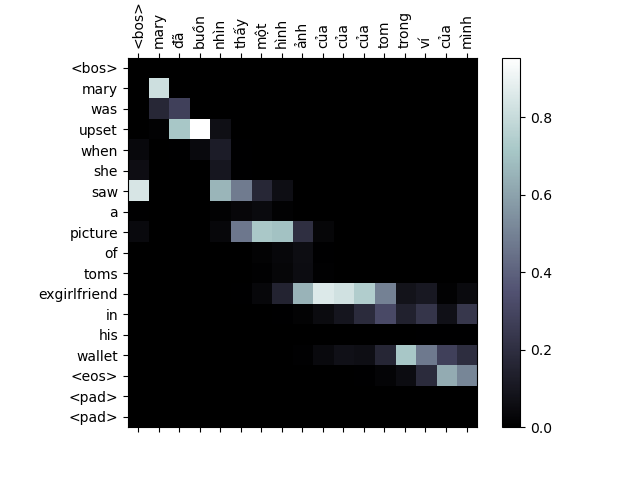 <bos> mary đã buồn nhìn thấy một hình ảnh của của của tom trong ví của mình
<bos>
mary
was
upset
when
she
saw
a
picture
of
toms
exgirlfriend
in
his
wallet
<eos>
<pad>
<pad>
0.8
0.6
0.4
0.2
0.0